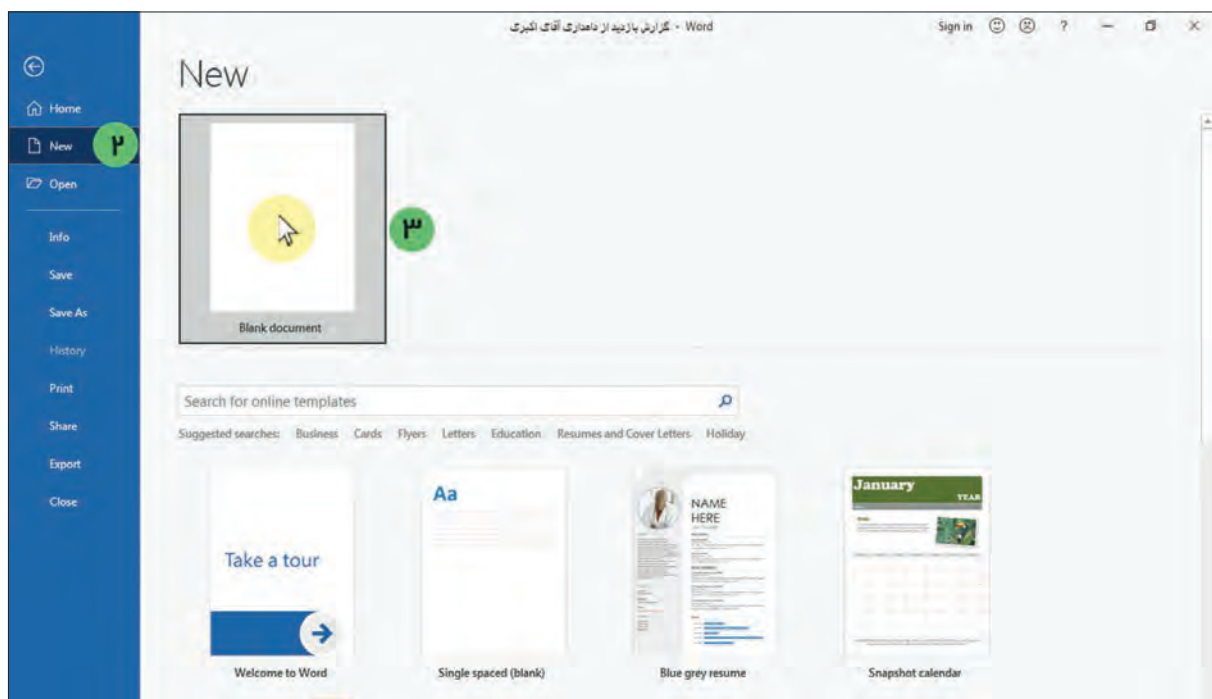 گزارش بازدید از دامداری آقای اکبری - Word
Sign in
?
New
Home
New
۲
Open
Info
Save
Save As
History
Print
Share
Export
Close
۳
Blank document
Search for online templates
Suggested searches: Business Cards Flyers Letters Education Resumes and Cover Letters Holiday
Take a tour
Welcome to Word
Aa
Single spaced (blank)
NAME
HERE
Blue grey resume
January
YEAR
Snapshot calendar